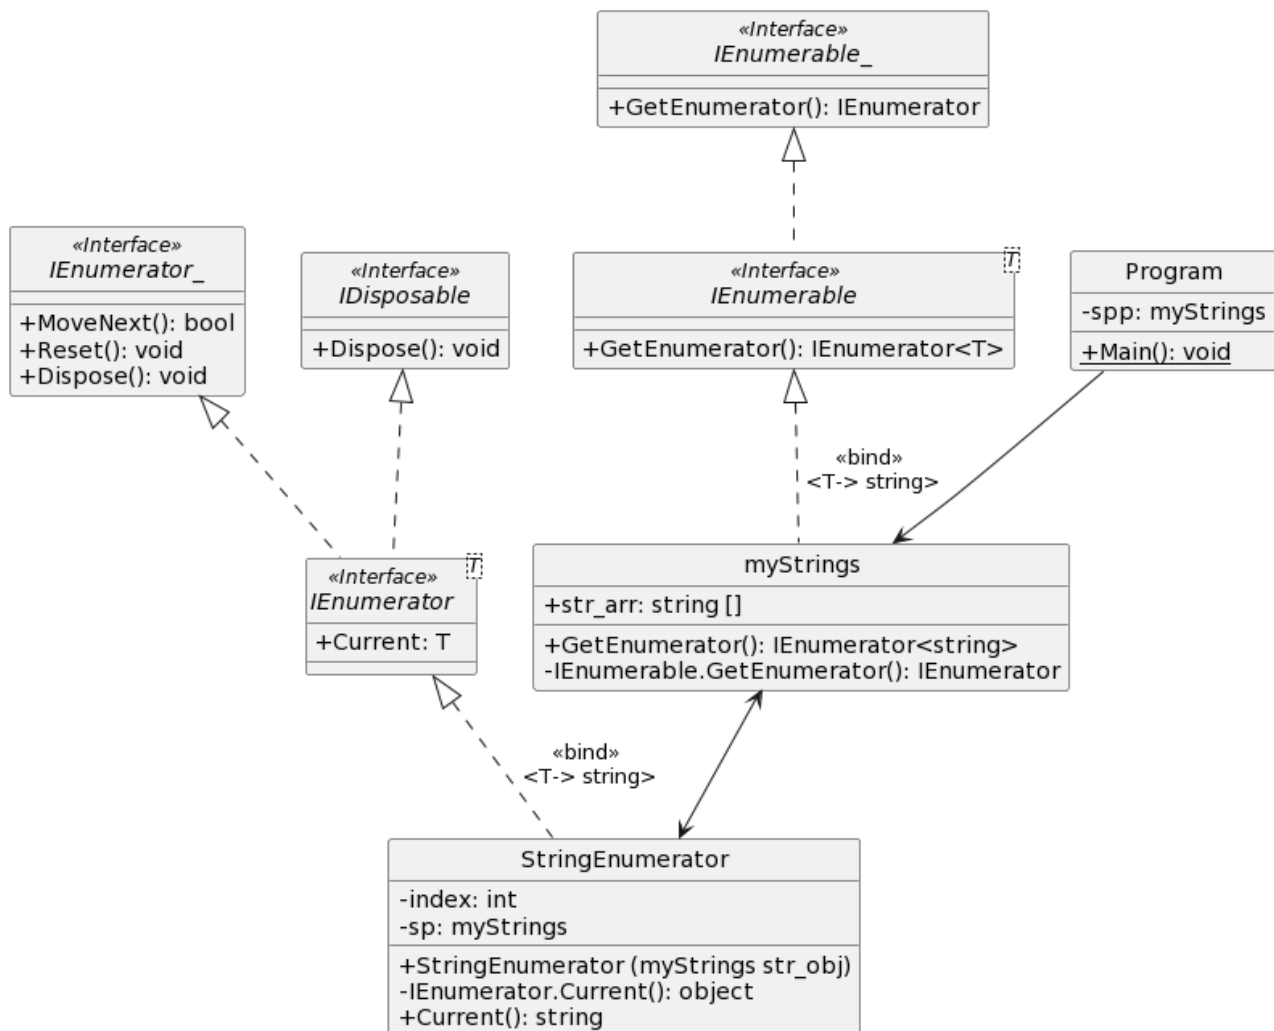 «Interface»
IEnumerable_
+GetEnumerator(): IEnumerator
«Interface»
IEnumerator_
+MoveNext(): bool
+Reset(): void
+Dispose(): void
«Interface»
IDisposable
+Dispose(): void
T
«Interface»
IEnumerable
+GetEnumerator(): IEnumerator<T>
Program
-spp: myStrings
+Main(): void
«bind»
<T-> string>
T
«Interface»
IEnumerator
+Current: T
myStrings
+str_arr: string []
+GetEnumerator(): IEnumerator<string>
-IEnumerable.GetEnumerator(): IEnumerator
«bind»
<T-> string>
StringEnumerator
-index: int
-sp: myStrings
+StringEnumerator (myStrings str_obj)
-IEnumerator.Current(): object
+Current(): string